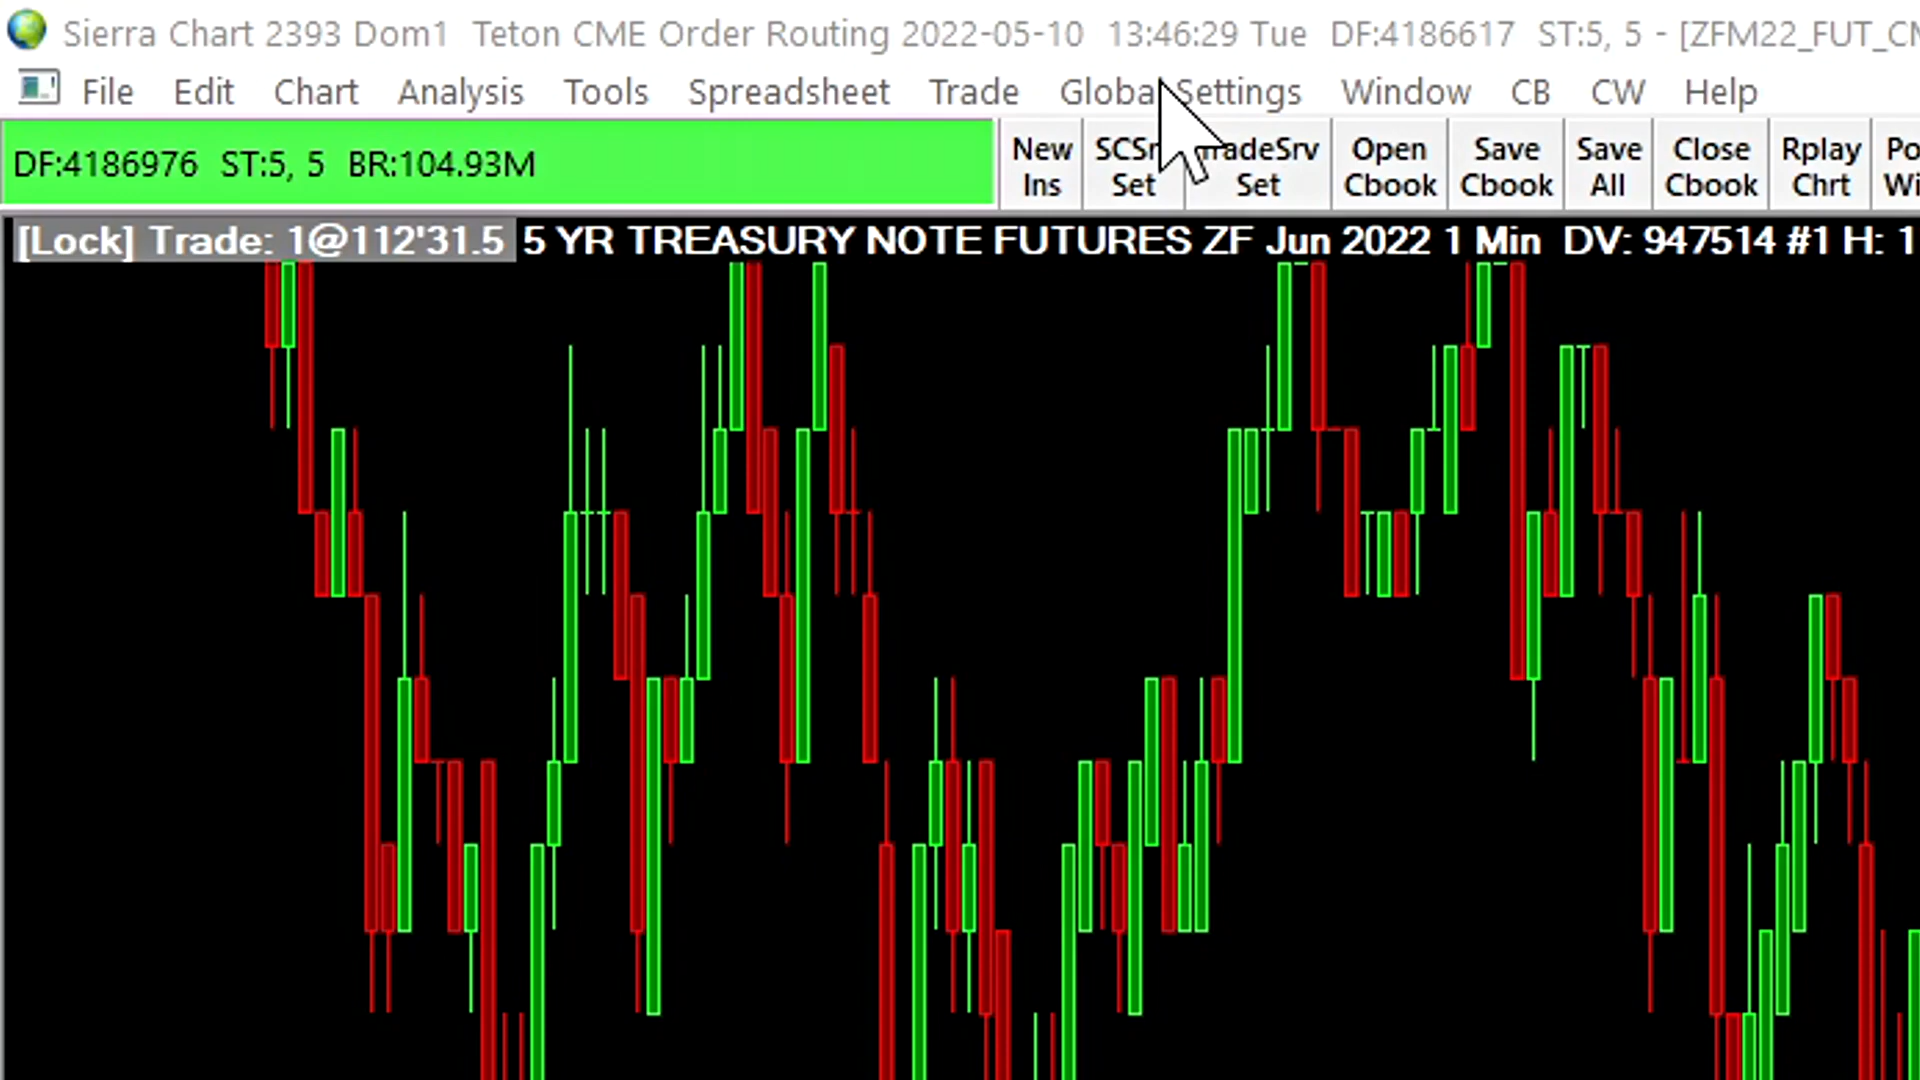 Sierra Chart 2393 Dom1 Teton CME Order Routing 2022-05-10 13:46:29 Tue DF:4186617 ST:5, 5 - [ZFM22_FUT_CM
File Edit Chart Analysis Tools Spreadsheet Trade Global Settings Window CB CW Help
DF:4186976 ST:5, 5 BR:104.93M
New Ins
Set
TradeSrv Set
Open Cbook
Save Cbook
Save All
Close Cbook
Rplay Chrt
[Lock] Trade: 1@112'31.5 5 YR TREASURY NOTE FUTURES ZF Jun 2022 1 Min DV: 947514 #1 H: 1